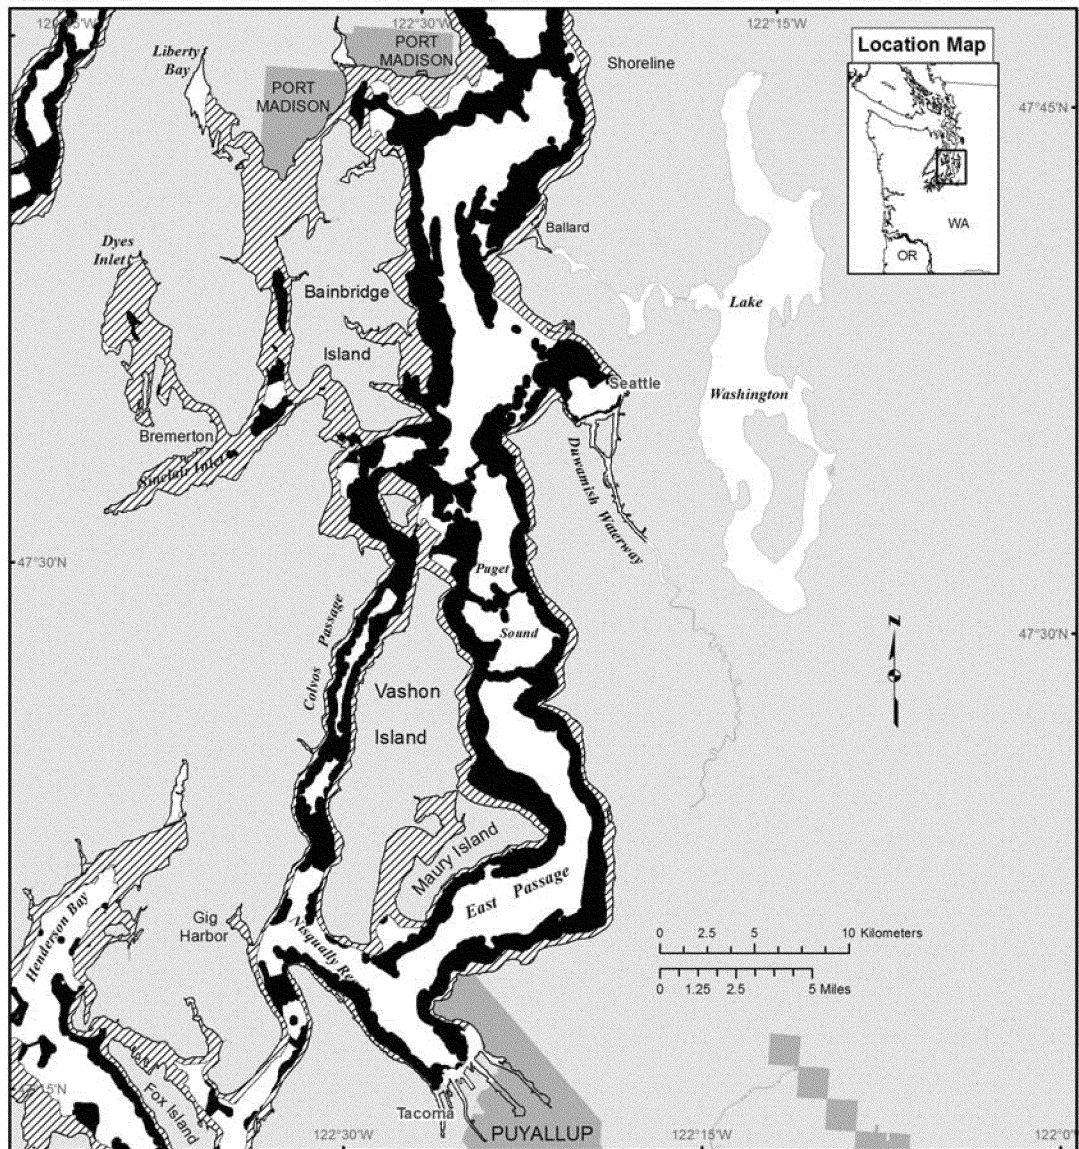 122°30'W
122°15'W
Location Map
Liberty
Bay
PORT
MADISON
PORT
MADISON
Shoreline
47°45'N
WA
OR
Ballard
Dyes
Inlet
Bainbridge
Island
Lake
Washington
Seattle
Bremerton
Sinclair Inlet
Duwamish Waterway
47°30'N
Puget
Sound
47°30'N
N
Colvos Passage
Vashon
Island
Maury Island
East Passage
Henderson Bay
Gig
Harbor
0 2.5 5 10 Kilometers
0 1.25 2.5 5 Miles
Fox Island
Tacoma
PUYALLUP
122°30'W
122°15'W